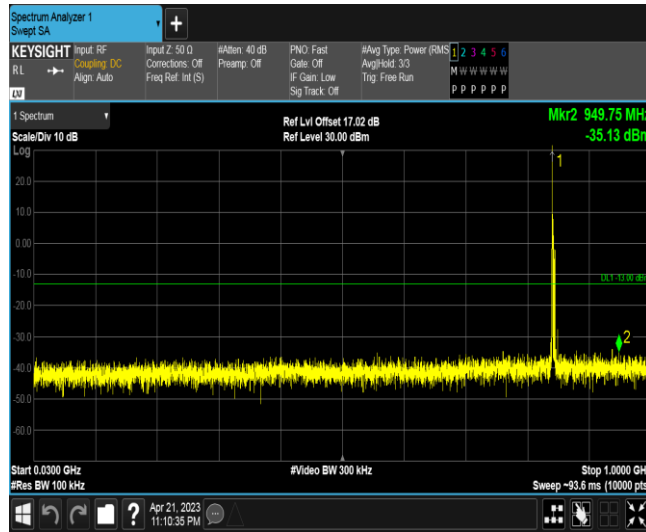 Spectrum Analyzer 1
Swept SA
+
KEYSIGHT
RL
LXI
Input: RF
Coupling: DC
Align: Auto
Input Z: 50 Ω
Corrections: Off
Freq Ref: Int (S)
#Atten: 40 dB
Preamp: Off
PNO: Fast
Gate: Off
IF Gain: Low
Sig Track: Off
#Avg Type: Power (RMS
Avg|Hold: 3/3
Trig: Free Run
1 2 3 4 5 6
M W W W W W
P P P P P P
1 Spectrum
Scale/Div 10 dB
Log
Ref Lvl Offset 17.02 dB
Ref Level 30.00 dBm
Mkr2 949.75 MHz
-35.13 dBm
1
20.0
10.0
0.00
-10.0
DL1 -13.00 dBm
-20.0
-30.0
2
-40.0
-50.0
-60.0
Start 0.0300 GHz
#Res BW 100 kHz
#Video BW 300 kHz
Stop 1.0000 GHz
Sweep ~93.6 ms (10000 pts)
?
Apr 21, 2023
11:10:35 PM